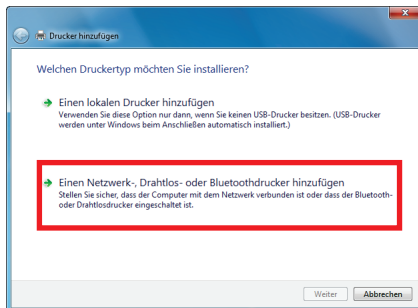 Drucker hinzufügen
Welchen Druckertyp möchten Sie installieren?
Einen lokalen Drucker hinzufügen
Verwenden Sie diese Option nur dann, wenn Sie keinen USB-Drucker besitzen. (USB-Drucker
werden unter Windows beim Anschließen automatisch installiert.)
Einen Netzwerk-, Drahtlos- oder Bluetoothdrucker hinzufügen
Stellen Sie sicher, dass der Computer mit dem Netzwerk verbunden ist oder dass der Bluetooth-
oder Drahtlosdrucker eingeschaltet ist.
Weiter Abbrechen